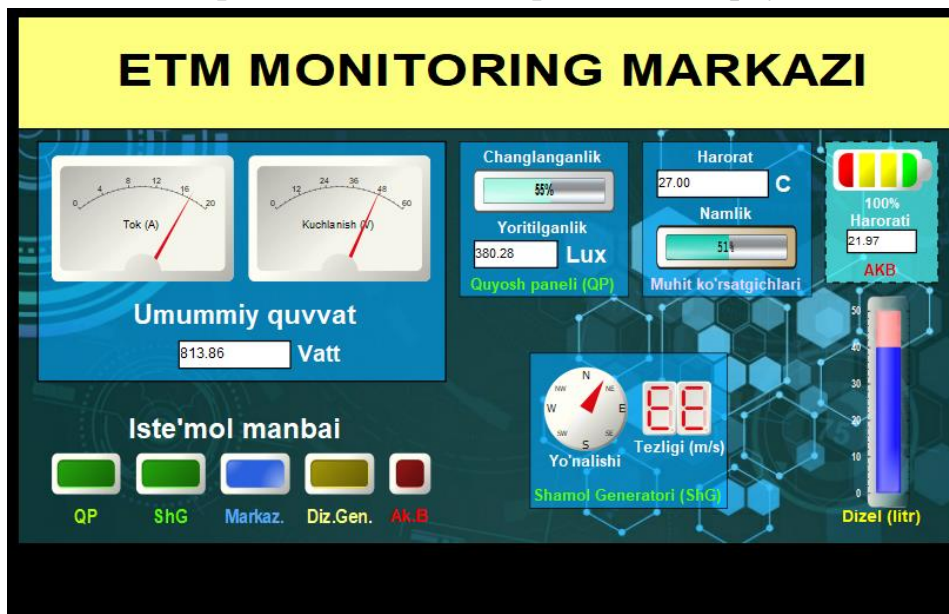 ETM MONITORING MARKAZI
0 4 8 12 16 20
Tok (A)
0 12 24 36 48 60
Kuchlanish (V)
Umummiy quvvat
813.86 Vatt
Changlanganlik
55%
Yoritilganlik
380.28 Lux
Quyosh paneli (QP)
Harorat
27.00 C
Namlik
51%
Muhit ko'rsatgichlari
100%
Harorati
21.97
AKB
Iste'mol manbai
QP ShG Markaz. Diz.Gen. Ak.B
N
NW NE
W E
SW SE
S
EE
Yo'nalishi
Tezligi (m/s)
Shamol Generatori (ShG)
50
40
30
20
10
0
Dizel (litr)